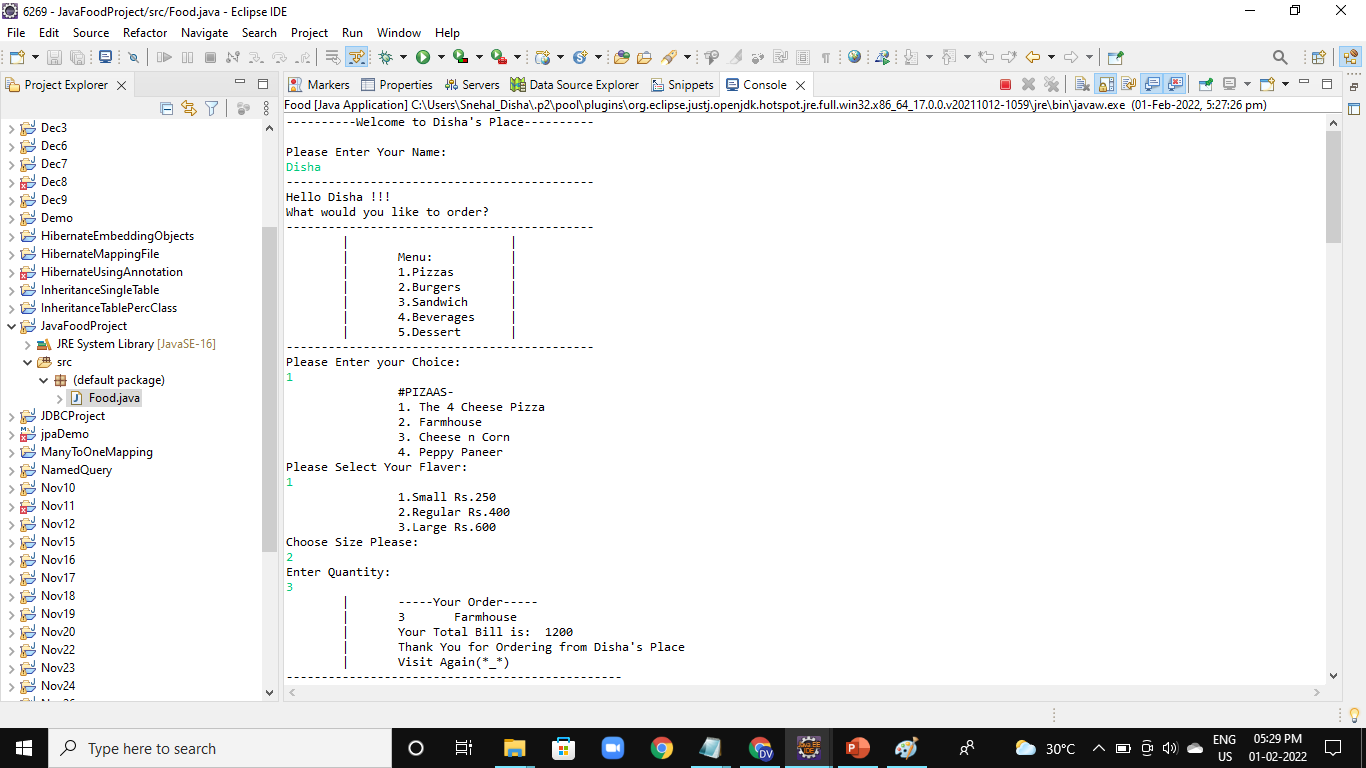 6269 - JavaFoodProject/src/Food.java - Eclipse IDE
File Edit Source Refactor Navigate Search Project Run Window Help
Project Explorer
Dec3
Dec6
Dec7
Dec8
Dec9
Demo
HibernateEmbeddingObjects
HibernateMappingFile
HibernateUsingAnnotation
InheritanceSingleTable
InheritanceTablePercClass
JavaFoodProject
JRE System Library [JavaSE-16]
src
(default package)
Food.java
JDBCProject
jpaDemo
ManyToOneMapping
NamedQuery
Nov10
Nov11
Nov12
Nov15
Nov16
Nov17
Nov18
Nov19
Nov20
Nov22
Nov23
Nov24
Markers Properties Servers Data Source Explorer Snippets Console
Food [Java Application] C:\Users\Snehal_Disha\.p2\pool\plugins\org.eclipse.justj.openjdk.hotspot.jre.full.win32.x86_64_17.0.0.v20211012-1059\jre\bin\javaw.exe (01-Feb-2022, 5:27:26 pm)
----------Welcome to Disha's Place----------
Please Enter Your Name:
Disha
--------------------------------------------
Hello Disha !!!
What would you like to order?
--------------------------------------------
| |
| Menu: |
| 1.Pizzas |
| 2.Burgers |
| 3.Sandwich |
| 4.Beverages |
| 5.Dessert |
--------------------------------------------
Please Enter your Choice:
1
#PIZAAS-
1. The 4 Cheese Pizza
2. Farmhouse
3. Cheese n Corn
4. Peppy Paneer
Please Select Your Flaver:
1
1.Small Rs.250
2.Regular Rs.400
3.Large Rs.600
Choose Size Please:
2
Enter Quantity:
3
| -----Your Order-----
| 3 Farmhouse
| Your Total Bill is: 1200
| Thank You for Ordering from Disha's Place
| Visit Again(*_*)
------------------------------------------------
Type here to search
DV
30°C
ENG
US
05:29 PM
01-02-2022